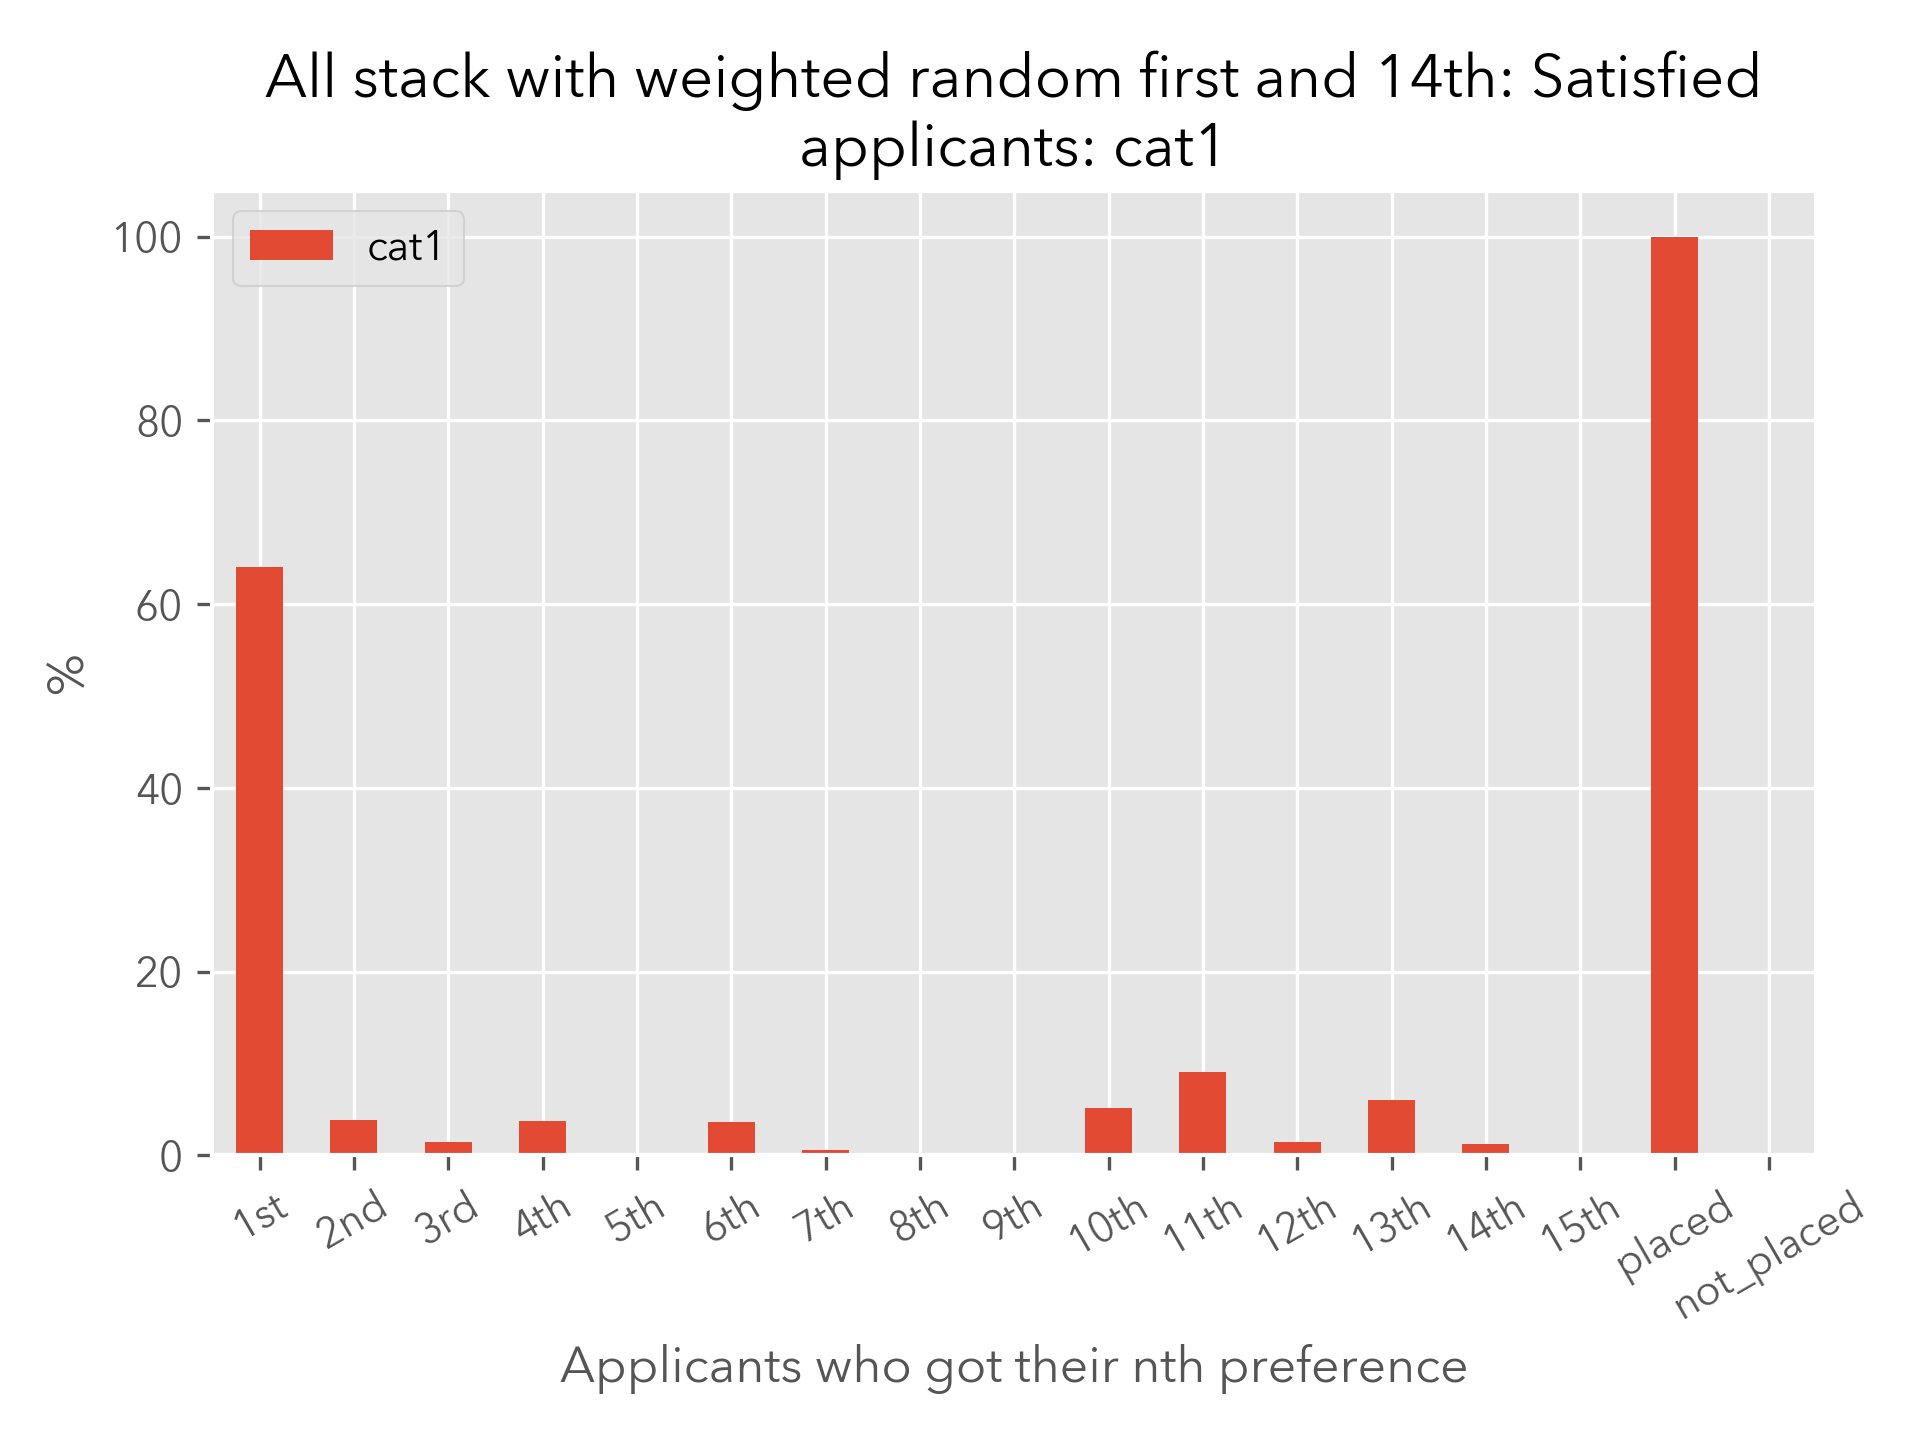 All stack with weighted random first and 14th: Satisfied
applicants: cat1
cat1
100
80
60
40
20
0
%
1st 2nd 3rd 4th 5th 6th 7th 8th 9th 10th 11th 12th 13th 14th 15th placed not_placed
Applicants who got their nth preference